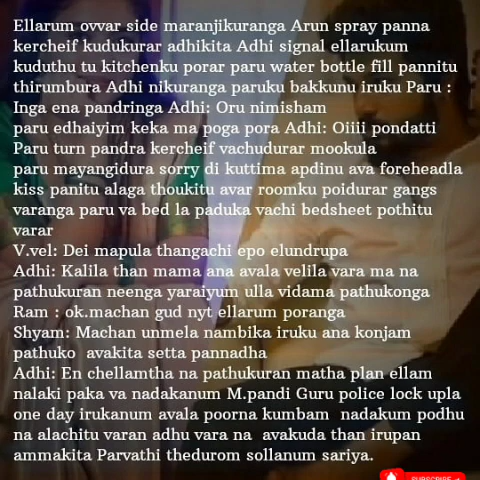 Ellarum ovvar side maranjikuranga Arun spray panna
kercheif kudukurar adhikita Adhi signal ellarukum
kuduthu tu kitchenku porar paru water bottle fill pannitu
thirumbura Adhi nikuranga paruku bakkunu iruku Paru :
Inga ena pandringa Adhi: Oru nimisham
paru edhaiyim keka ma poga pora Adhi: Oiiii pondatti
Paru turn pandra kercheif vachudurar mookula
paru mayangidura sorry di kuttima apdinu ava foreheadla
kiss panitu alaga thoukitu avar roomku poidurar gangs
varanga paru va bed la paduka vachi bedsheet pothitu
varar
V.vel: Dei mapula thangachi epo elundrupa
Adhi: Kalila than mama ana avala velila vara ma na
pathukuran neenga yaraiyum ulla vidama pathukonga
Ram : ok.machan gud nyt ellarum poranga
Shyam: Machan unmela nambika iruku ana konjam
pathuko avakita setta pannadha
Adhi: En chellamtha na pathukuran matha plan ellam
nalaki paka va nadakanum M.pandi Guru police lock upla
one day irukanum avala poorna kumbam nadakum podhu
na alachitu varan adhu vara na avakuda than irupan
ammakita Parvathi thedurom sollanum sariya.
SUBSCRIBE